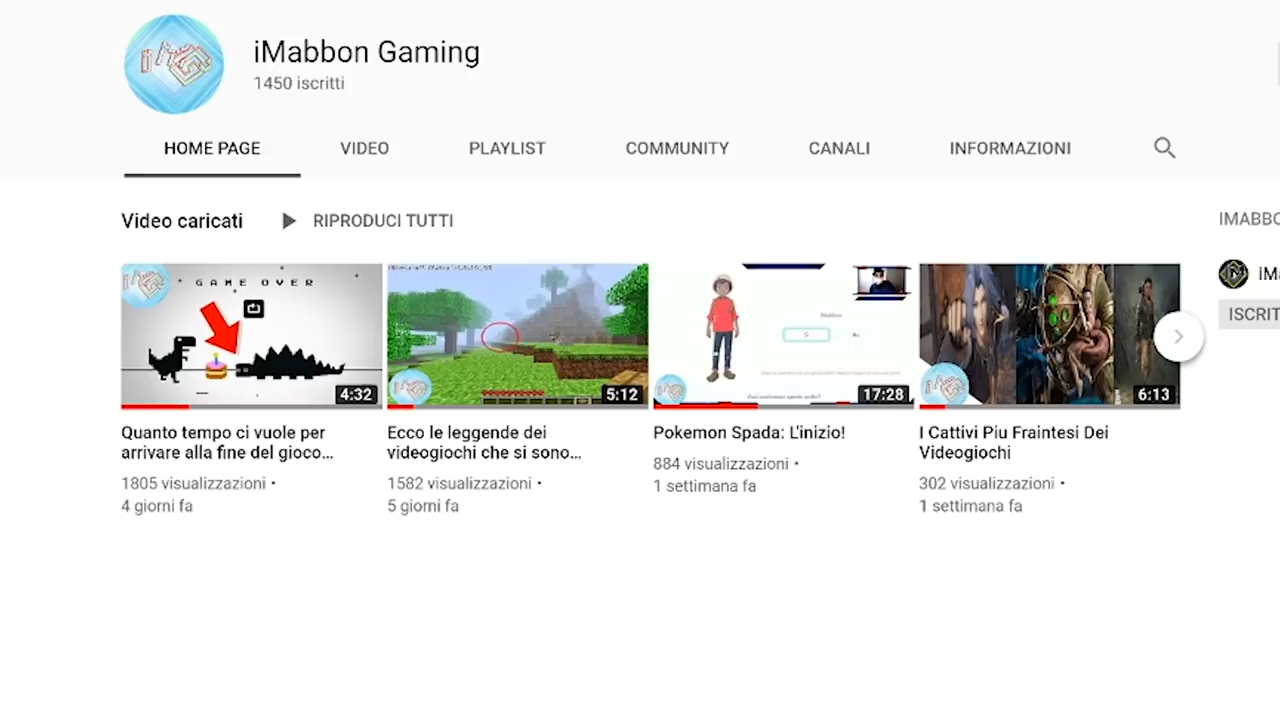 iMabbon Gaming
1450 iscritti
HOME PAGE
VIDEO
PLAYLIST
COMMUNITY
CANALI
INFORMAZIONI
Video caricati
RIPRODUCI TUTTI
IMABBO
iMa
ISCRIT
GAME OVER
4:32
5:12
17:28
6:13
Quanto tempo ci vuole per
arrivare alla fine del gioco...
1805 visualizzazioni •
4 giorni fa
Ecco le leggende dei
videogiochi che si sono...
1582 visualizzazioni •
5 giorni fa
Pokemon Spada: L'inizio!
884 visualizzazioni •
1 settimana fa
I Cattivi Piu Fraintesi Dei
Videogiochi
302 visualizzazioni •
1 settimana fa